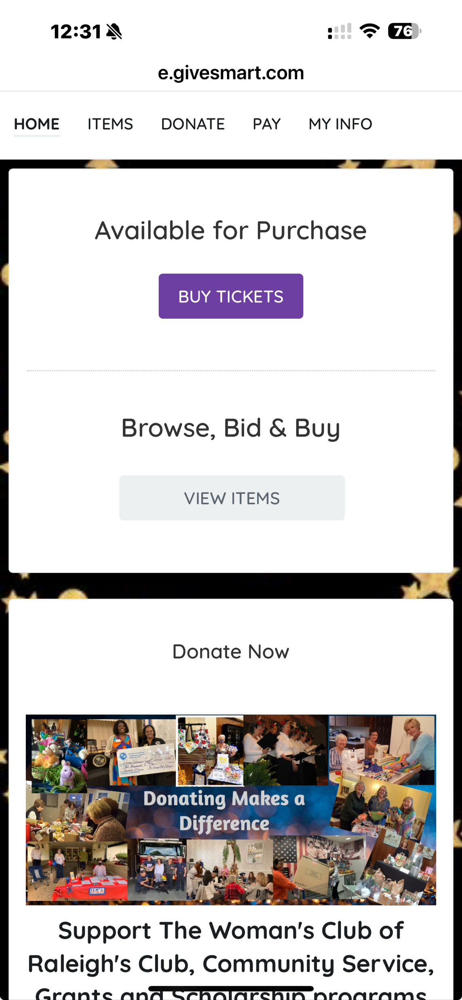 12:31
76
e.givesmart.com
HOME ITEMS DONATE PAY MY INFO
Available for Purchase
BUY TICKETS
Browse, Bid & Buy
VIEW ITEMS
Donate Now
Donating Makes a
Difference
USA
Support The Woman's Club of
Raleigh's Club, Community Service,
Grants and Scholarship programs